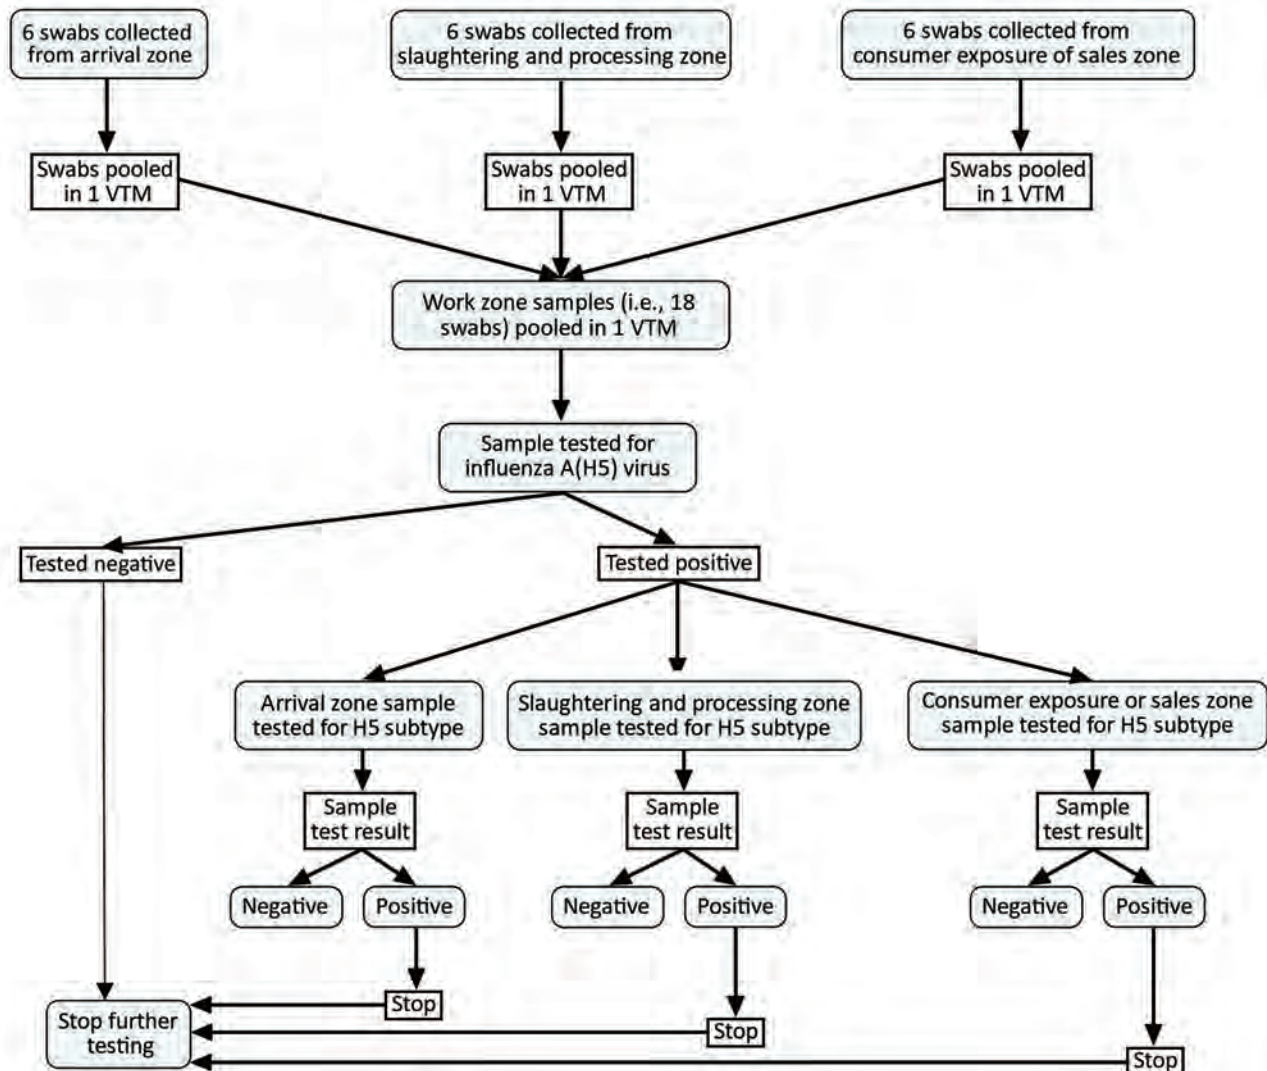 6 swabs collected
from arrival zone
6 swabs collected from
slaughtering and processing zone
6 swabs collected from
consumer exposure of sales zone
Swabs pooled
in 1 VTM
Swabs pooled
in 1 VTM
Swabs pooled
in 1 VTM
Work zone samples (i.e., 18
swabs) pooled in 1 VTM
Sample tested for
influenza A(H5) virus
Tested negative
Tested positive
Arrival zone sample
tested for H5 subtype
Slaughtering and processing zone
sample tested for H5 subtype
Consumer exposure or sales zone
sample tested for H5 subtype
Sample
test result
Sample
test result
Sample
test result
Negative
Positive
Negative
Positive
Negative
Positive
Stop
Stop further
testing
Stop
Stop